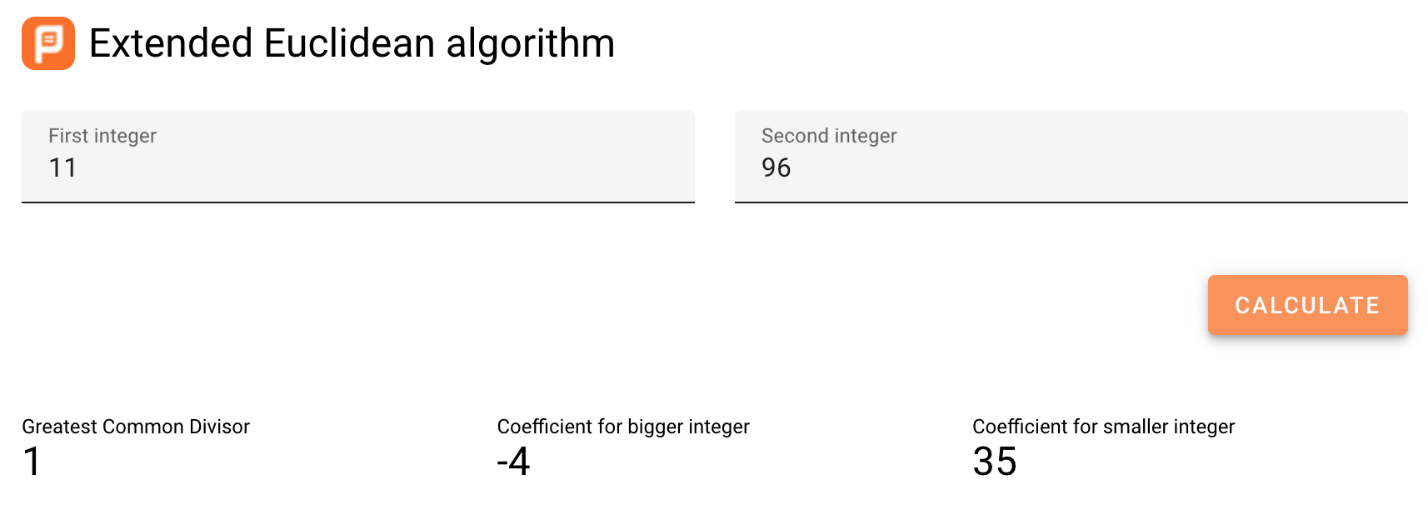 Extended Euclidean algorithm
First integer
11
Second integer
96
CALCULATE
Greatest Common Divisor
1
Coefficient for bigger integer
-4
Coefficient for smaller integer
35